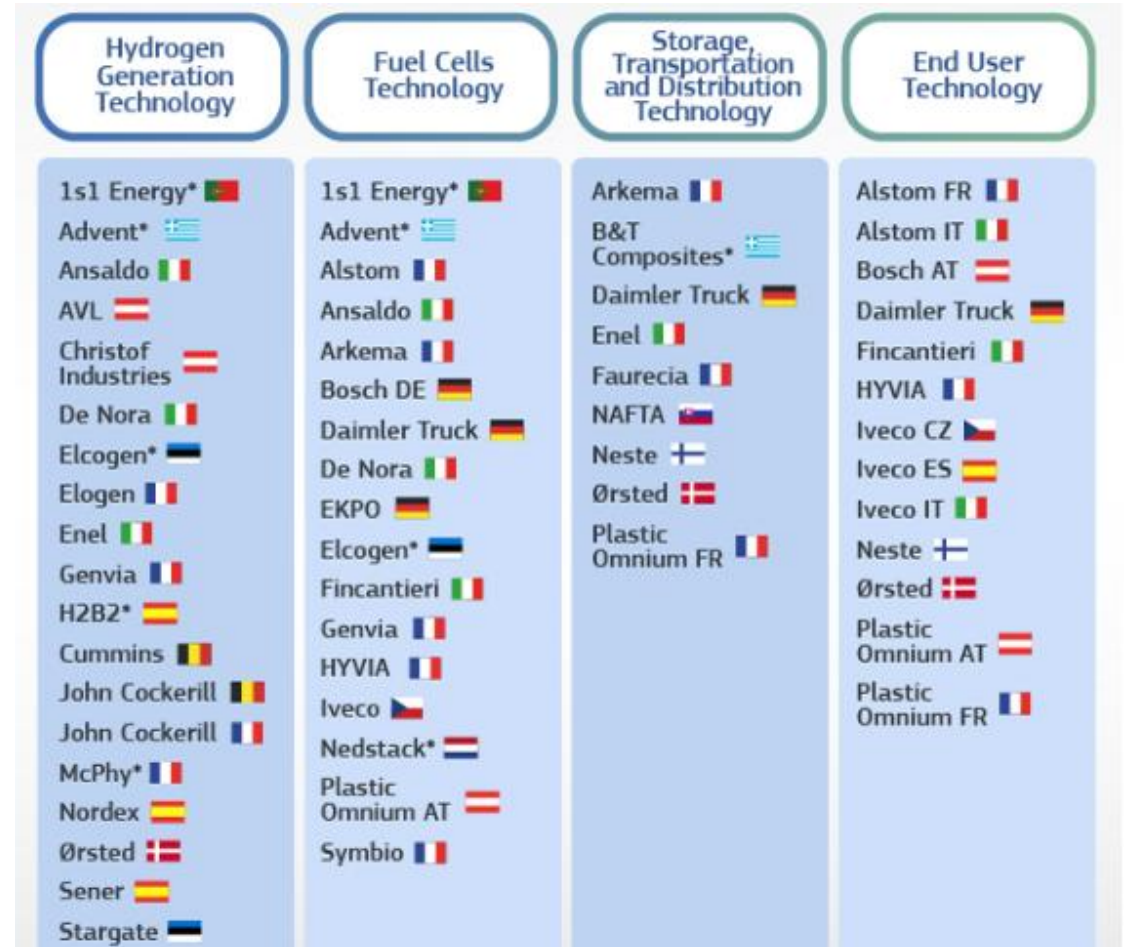 Hydrogen
Generation
Technology
1s1 Energy*
Advent*
Ansaldo
AVL
Christof
Industries
De Nora
Elcogen*
Elogen
Enel
Genvia
H2B2*
Cummins
John Cockerill
John Cockerill
McPhy*
Nordex
Ørsted
Sener
Stargate
Fuel Cells
Technology
1s1 Energy*
Advent*
Alstom
Ansaldo
Arkema
Bosch DE
Daimler Truck
De Nora
EKPO
Elcogen*
Fincantieri
Genvia
HYVIA
Iveco
Nedstack*
Plastic
Omnium AT
Symbio
Storage,
Transportation
and Distribution
Technology
Arkema
B&T
Composites*
Daimler Truck
Enel
Faurecia
NAFTA
Neste
Ørsted
Plastic
Omnium FR
End User
Technology
Alstom FR
Alstom IT
Bosch AT
Daimler Truck
Fincantieri
HYVIA
Iveco CZ
Iveco ES
Iveco IT
Neste
Ørsted
Plastic
Omnium AT
Plastic
Omnium FR